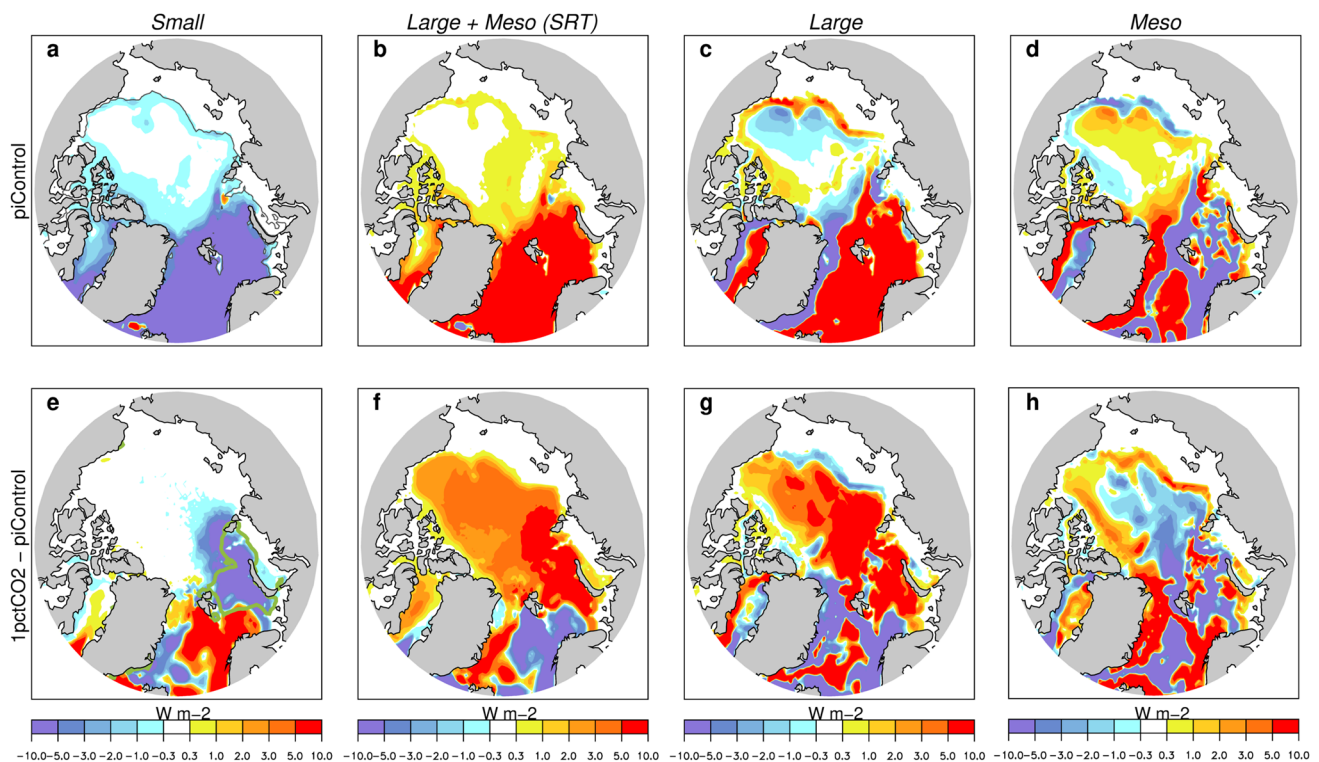 Small Large + Meso (SRT) Large Meso
piControl
a b c d
1pctCO2 − piControl
e f g h
W m−2 W m−2 W m−2 W m−2
−10.0 −5.0 −3.0 −2.0 −1.0 −0.3 0.3 1.0 2.0 3.0 5.0 10.0 −10.0 −5.0 −3.0 −2.0 −1.0 −0.3 0.3 1.0 2.0 3.0 5.0 10.0 −10.0 −5.0 −3.0 −2.0 −1.0 −0.3 0.3 1.0 2.0 3.0 5.0 10.0 −10.0 −5.0 −3.0 −2.0 −1.0 −0.3 0.3 1.0 2.0 3.0 5.0 10.0